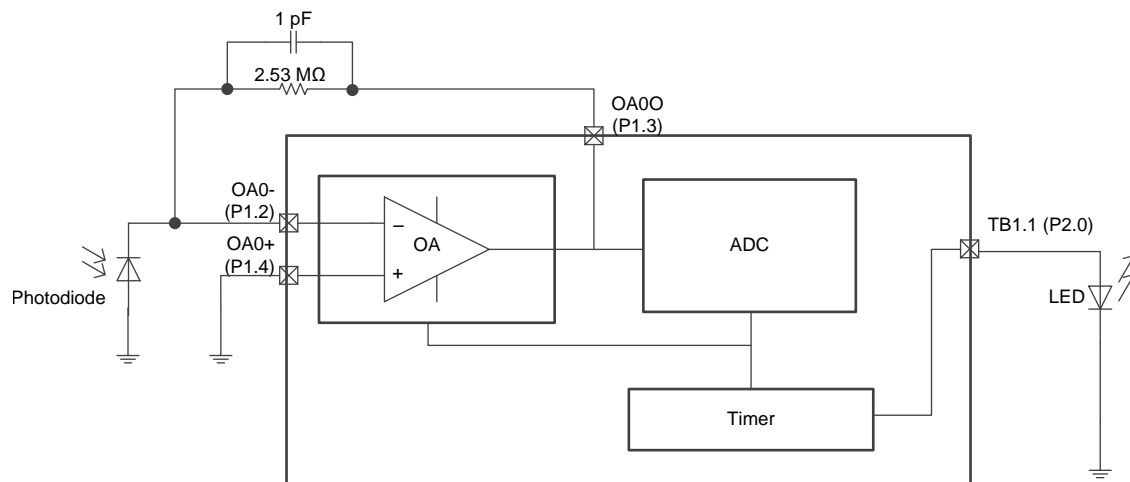 1 pF
2.53 MΩ
OA0O
(P1.3)
OA0-
(P1.2)
OA0+
(P1.4)
−
+
OA
ADC
TB1.1 (P2.0)
Photodiode
LED
Timer